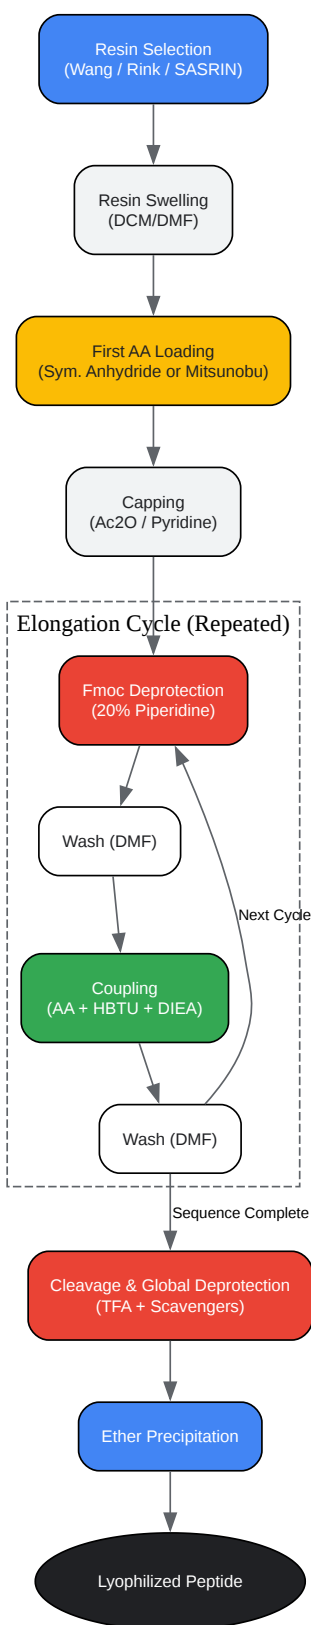 Resin Selection
(Wang / Rink / SASRIN)
Resin Swelling
(DCM/DMF)
First AA Loading
(Sym. Anhydride or Mitsunobu)
Capping
(Ac2O / Pyridine)
Elongation Cycle (Repeated)
Fmoc Deprotection
(20% Piperidine)
Wash (DMF)
Next Cycle
Coupling
(AA + HBTU + DIEA)
Wash (DMF)
Sequence Complete
Cleavage & Global Deprotection
(TFA + Scavengers)
Ether Precipitation
Lyophilized Peptide